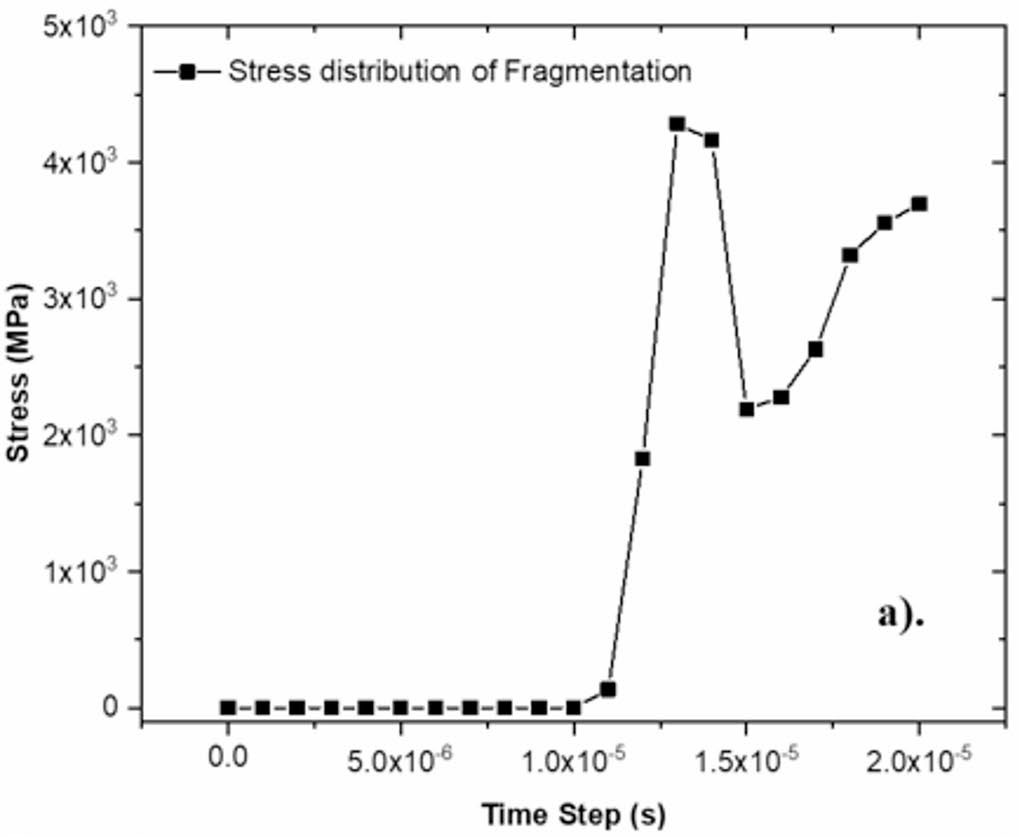 5x10³
Stress distribution of Fragmentation
4x10³
3x10³
Stress (MPa)
2x10³
1x10³
a).
0
0.0 5.0x10⁻⁶ 1.0x10⁻⁵ 1.5x10⁻⁵ 2.0x10⁻⁵
Time Step (s)